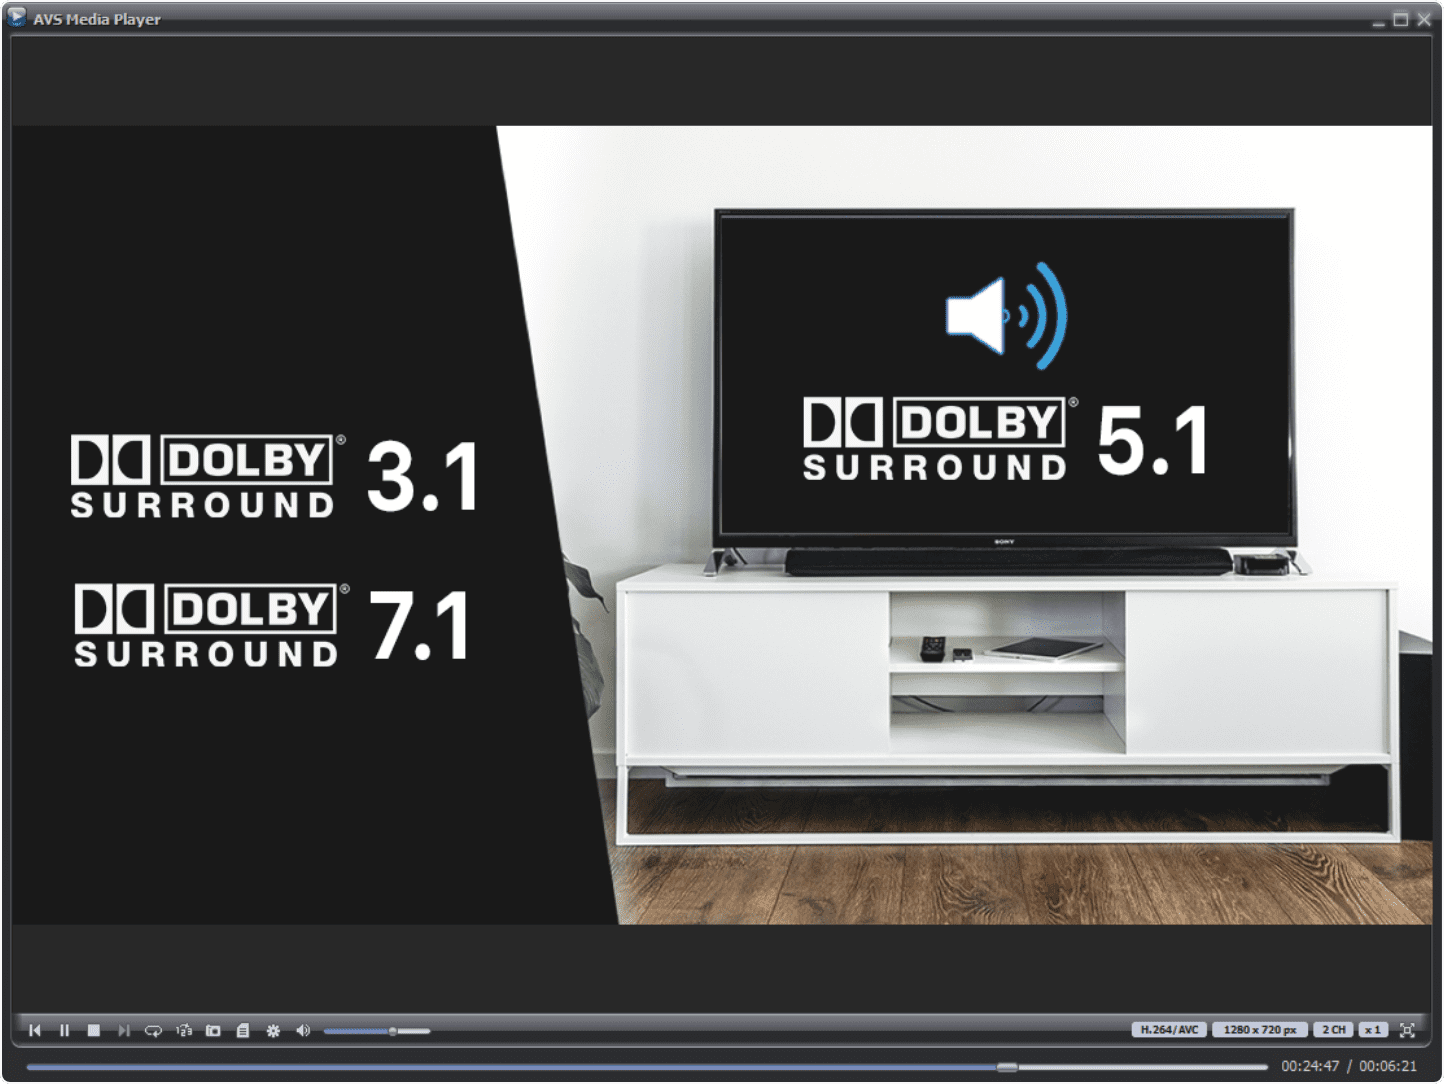 AVS Media Player
DOLBY®
SURROUND 3.1
DOLBY®
SURROUND 7.1
DOLBY®
SURROUND 5.1
SONY
H.264/AVC 1280 x 720 px 2 CH x 1
00:24:47 / 00:06:21